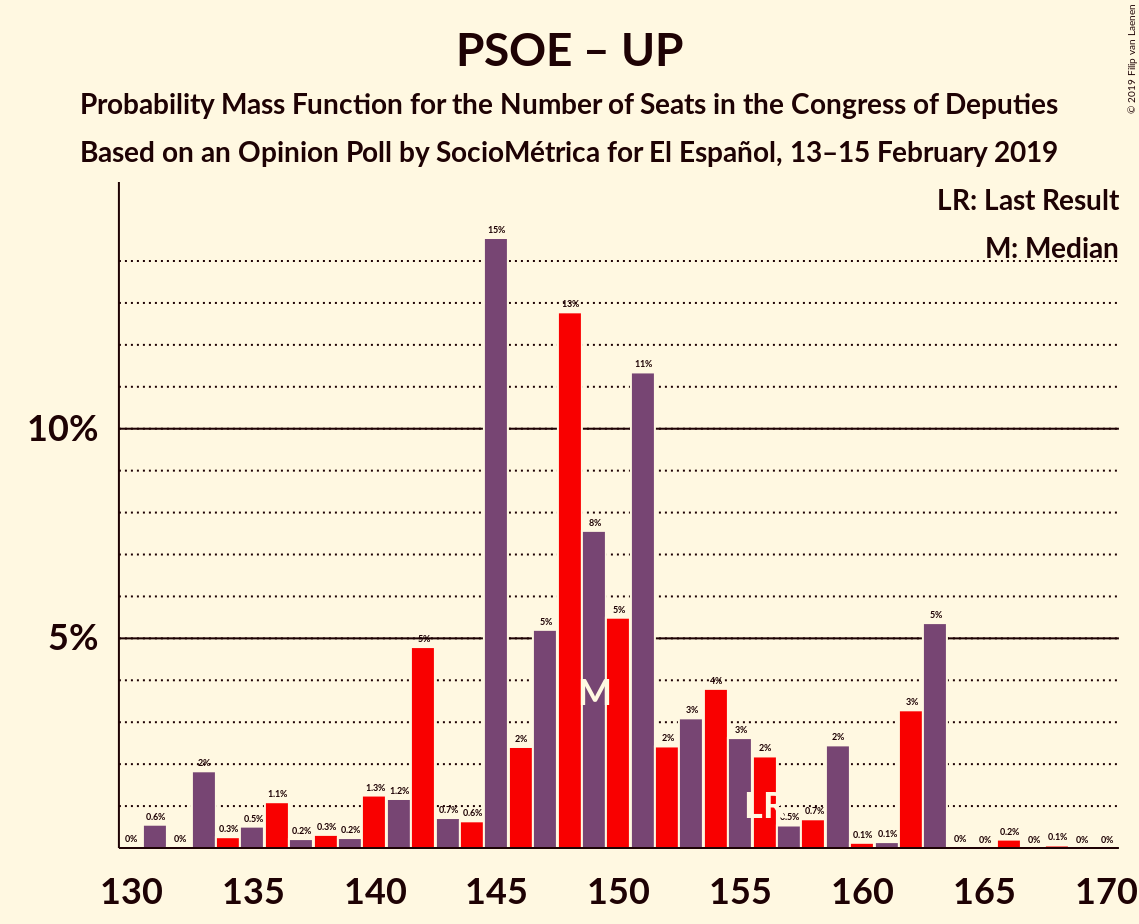 PSOE – UP
Probability Mass Function for the Number of Seats in the Congress of Deputies
Based on an Opinion Poll by SocioMétrica for El Español, 13–15 February 2019
© 2019 Filip van Laenen
LR: Last Result
M: Median
10%
5%
0% 0.6% 0% 2% 0.3% 0.5% 1.1% 0.2% 0.3% 0.2% 1.3% 1.2% 5% 0.7% 0.6% 15% 2% 5% 13% 8% 5% 11% 2% 3% 4% 3% 2% 0.5% 0.7% 2% 0.1% 0.1% 3% 5% 0% 0% 0.2% 0% 0.1% 0% 0%
M
LR
130 135 140 145 150 155 160 165 170